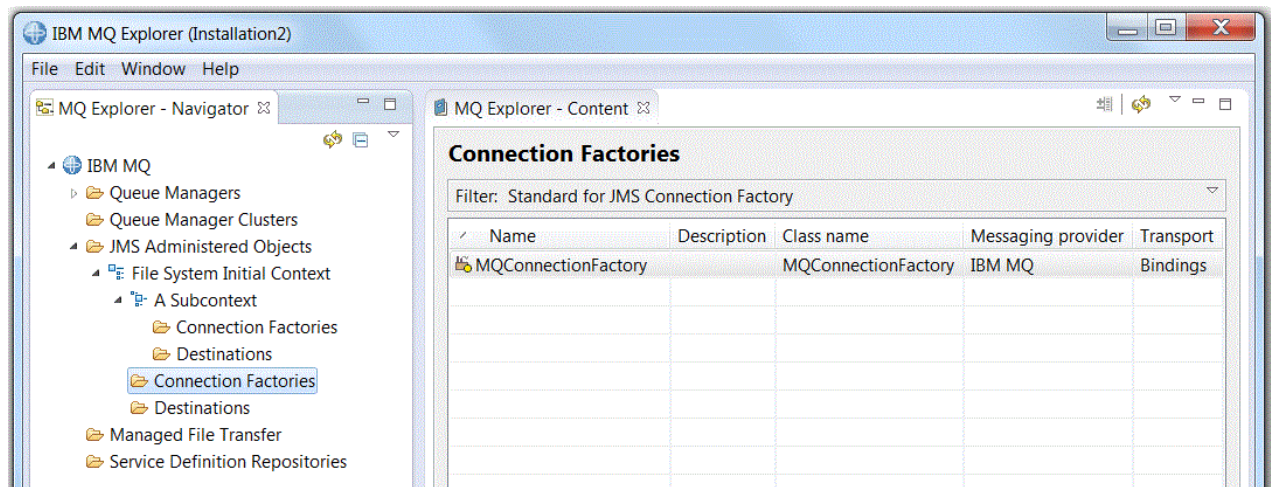 IBM MQ Explorer (Installation2)
File Edit Window Help
MQ Explorer - Navigator
IBM MQ
Queue Managers
Queue Manager Clusters
JMS Administered Objects
File System Initial Context
A Subcontext
Connection Factories
Destinations
Connection Factories
Destinations
Managed File Transfer
Service Definition Repositories
MQ Explorer - Content
Connection Factories
Filter: Standard for JMS Connection Factory
Name Description Class name Messaging provider Transport
MQConnectionFactory MQConnectionFactory IBM MQ Bindings